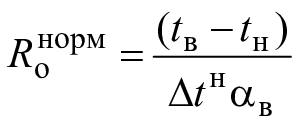 R_о^норм = (t_в − t_н) / Δt^н α_в